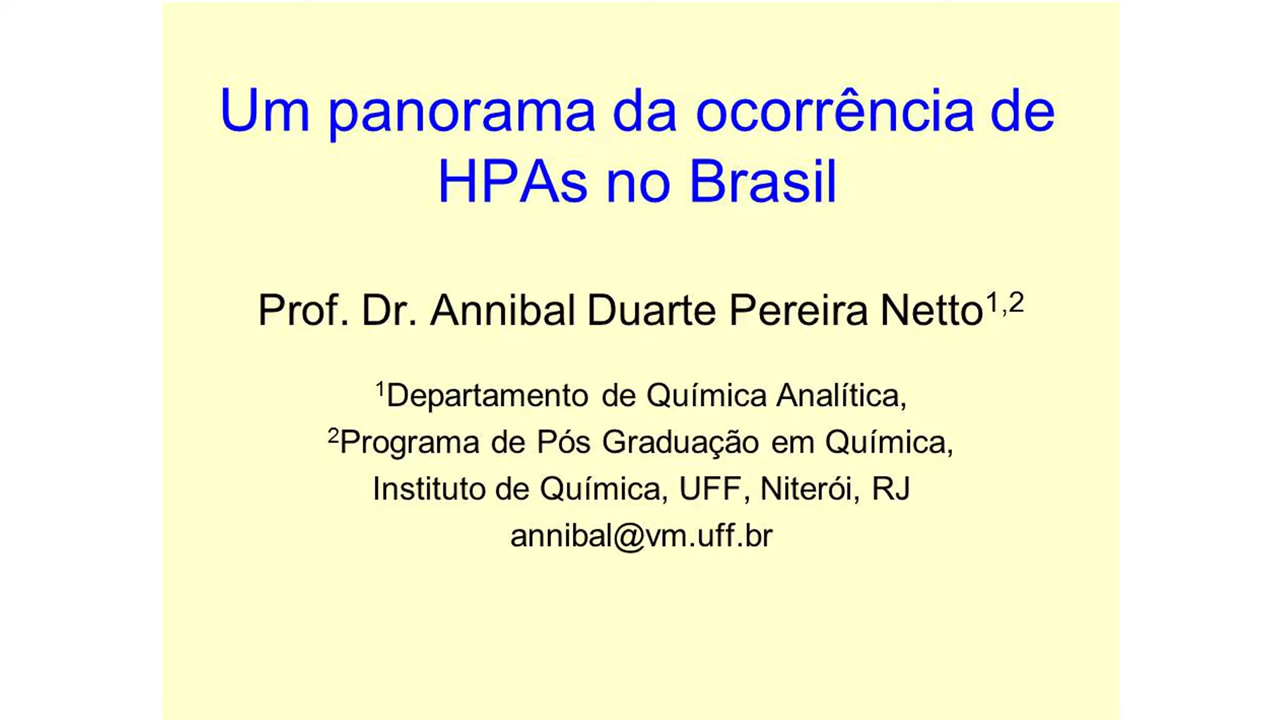 Um panorama da ocorrência de
HPAs no Brasil
Prof. Dr. Annibal Duarte Pereira Netto¹,²
¹Departamento de Química Analítica,
²Programa de Pós Graduação em Química,
Instituto de Química, UFF, Niterói, RJ
annibal@vm.uff.br